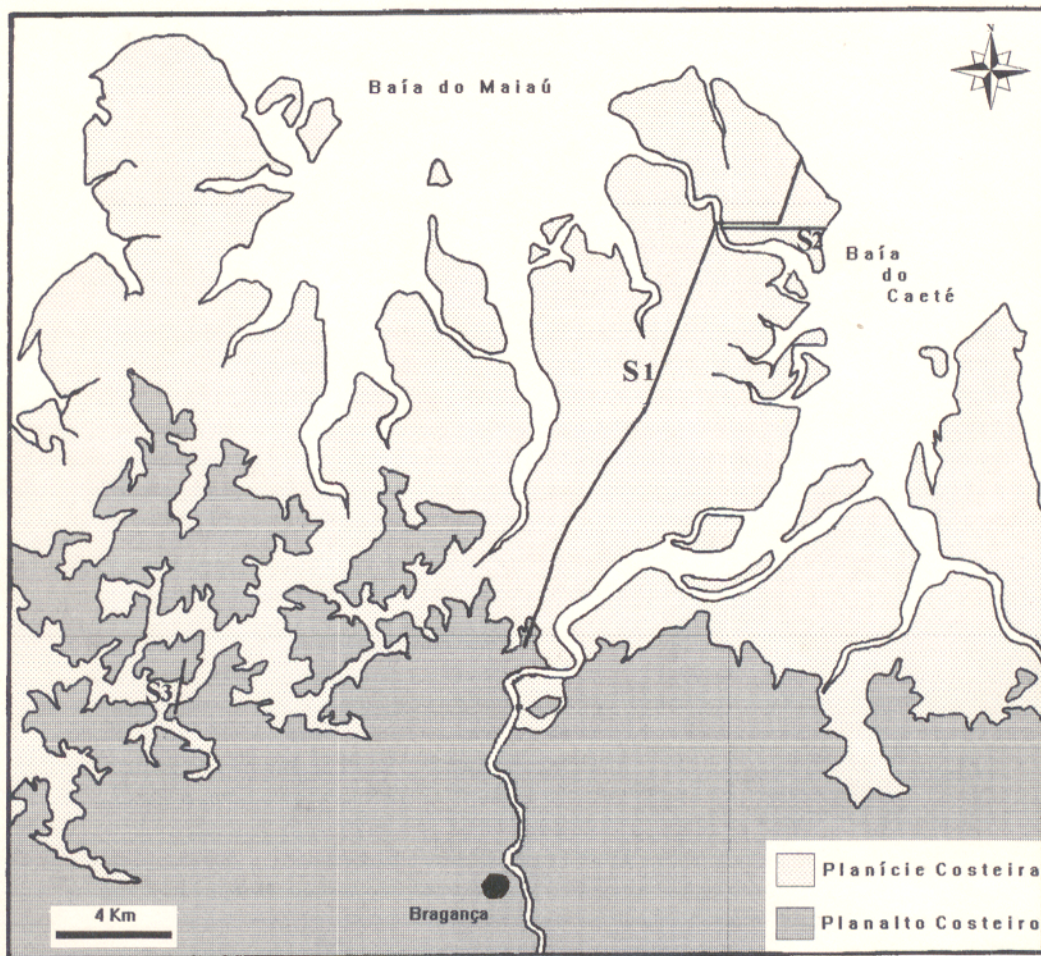 N
Baía do Maiaú
S2
Baía
do
Caeté
S1
S3
Planície Costeira
4 Km
Bragança
Planalto Costeiro